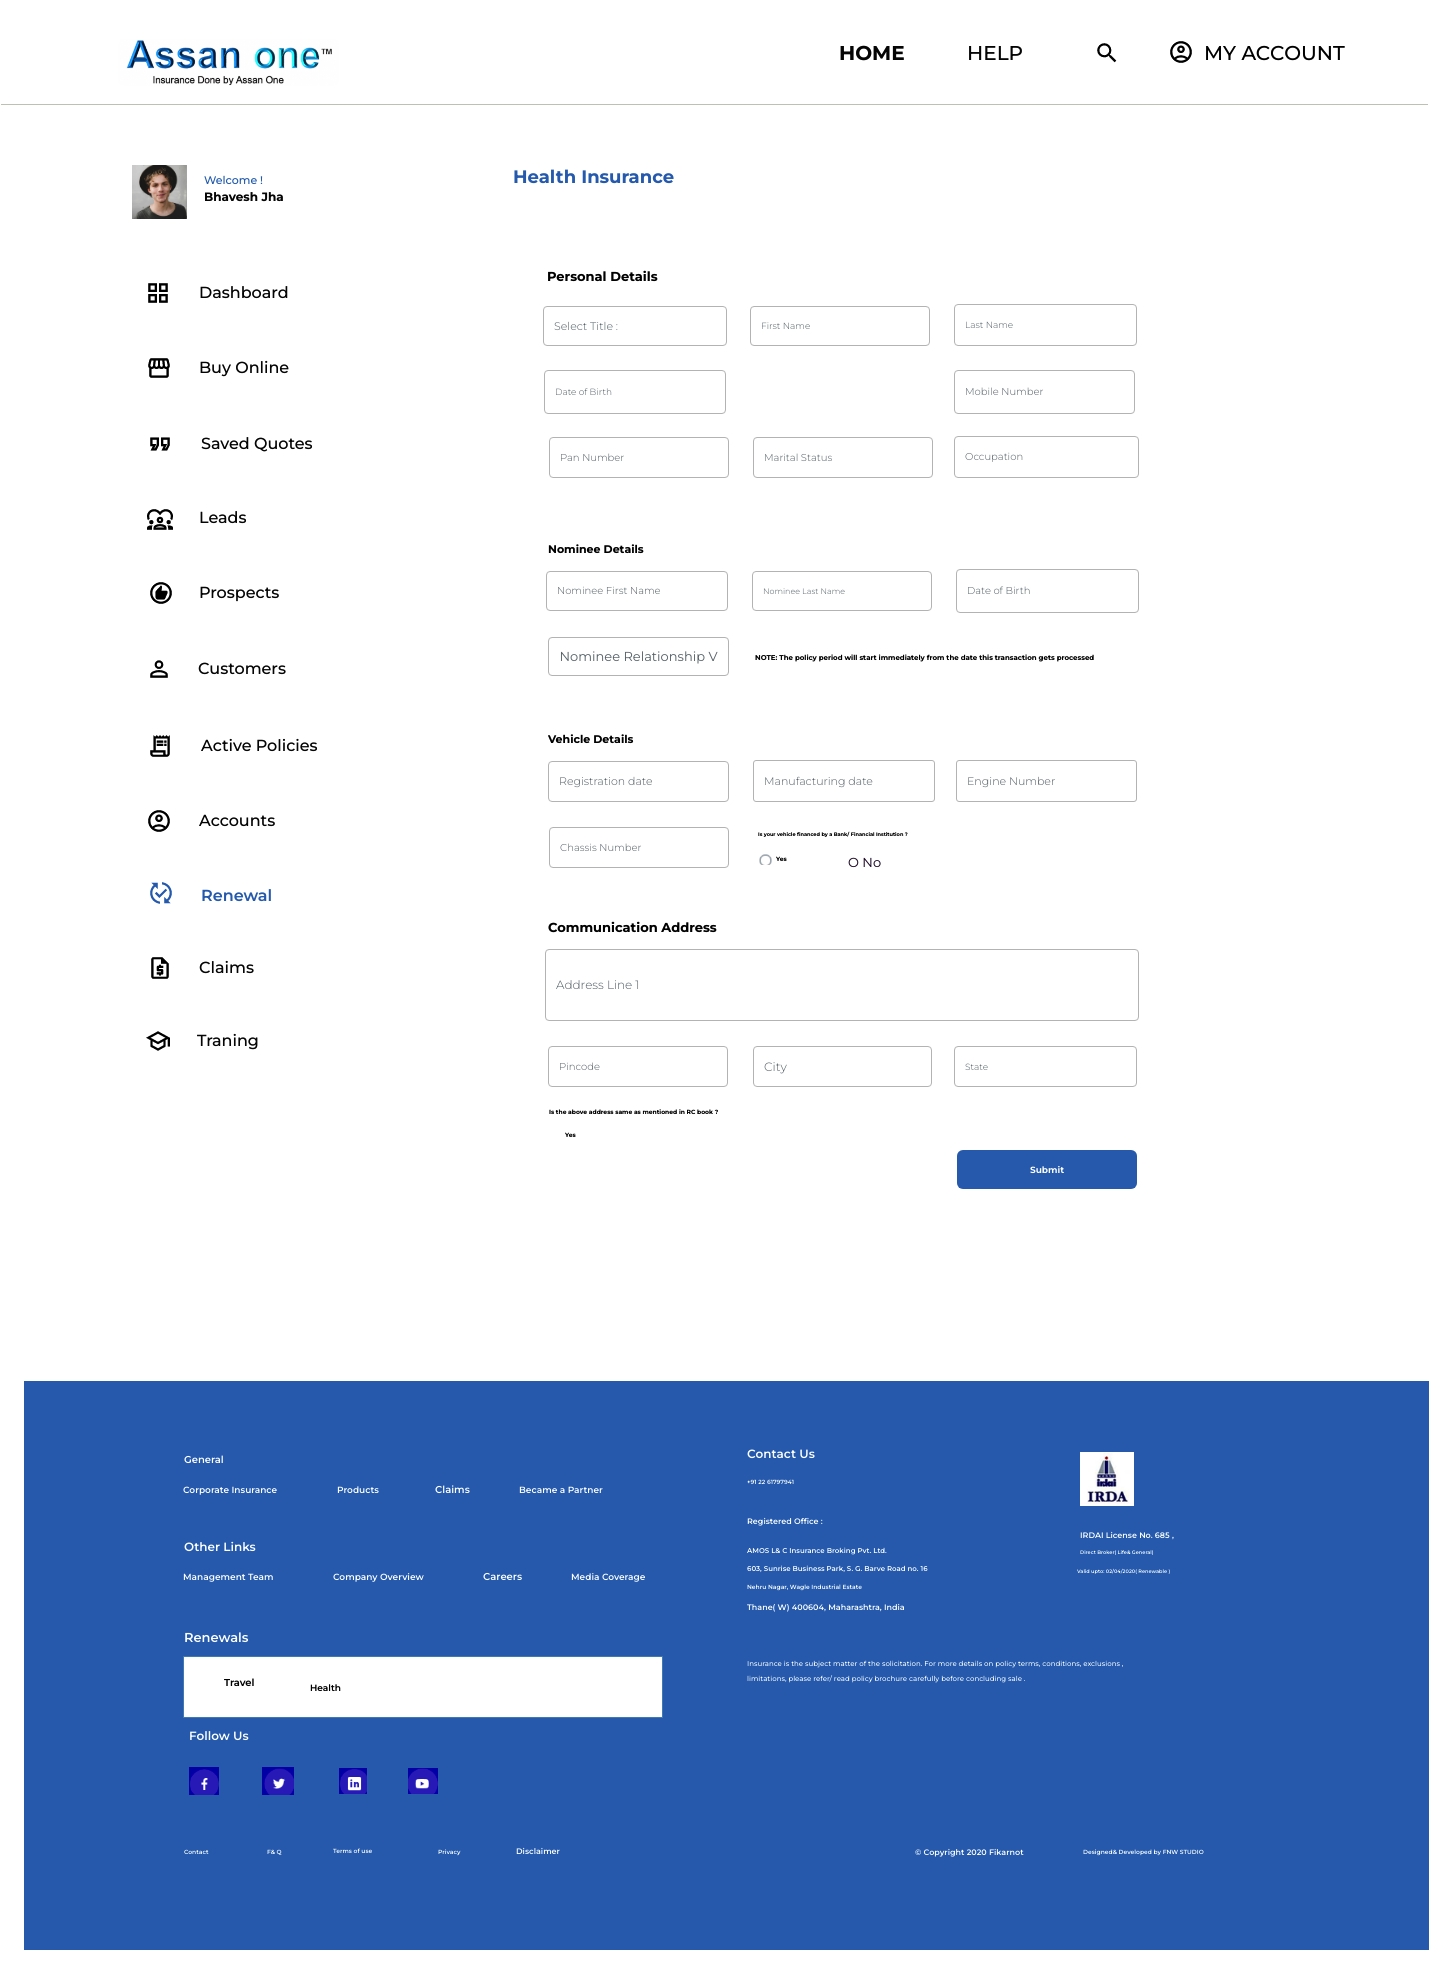 Assan one™
Insurance Done by Assan One
HOME
HELP
MY ACCOUNT
Welcome !
Bhavesh Jha
Dashboard
Buy Online
Saved Quotes
Leads
Prospects
Customers
Active Policies
Accounts
Renewal
Claims
Traning
Health Insurance
Personal Details
Select Title :
First Name
Last Name
Date of Birth
Mobile Number
Pan Number
Marital Status
Occupation
Nominee Details
Nominee First Name
Nominee Last Name
Date of Birth
Nominee Relationship V
NOTE: The policy period will start immediately from the date this transaction gets processed
Vehicle Details
Registration date
Manufacturing date
Engine Number
Chassis Number
Is your vehicle financed by a Bank/ Financial Institution ?
Yes
O No
Communication Address
Address Line 1
Pincode
City
State
Is the above address same as mentioned in RC book ?
Yes
Submit
General
Corporate Insurance
Products
Claims
Became a Partner
Other Links
Management Team
Company Overview
Careers
Media Coverage
Renewals
Travel
Health
Follow Us
Contact Us
+91 22 61797941
Registered Office :
AMOS L& C Insurance Broking Pvt. Ltd.
603, Sunrise Business Park, S. G. Barve Road no. 16
Nehru Nagar, Wagle Industrial Estate
Thane( W) 400604, Maharashtra, India
IRDA
IRDAI License No. 685 ,
Direct Broker( Life& General)
Valid upto: 02/04/2020( Renewable )
Insurance is the subject matter of the solicitation. For more details on policy terms, conditions, exclusions ,
limitations, please refer/ read policy brochure carefully before concluding sale .
Contact
F& Q
Terms of use
Privacy
Disclaimer
© Copyright 2020 Fikarnot
Designed& Developed by FNW STUDIO